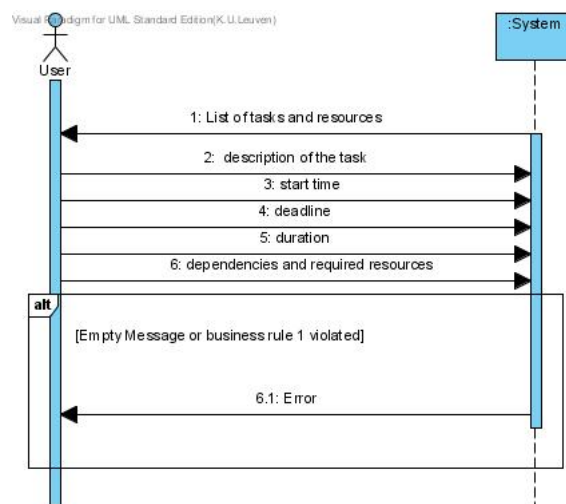 Visual Paradigm for UML Standard Edition(K.U.Leuven)
:System
User
1: List of tasks and resources
2: description of the task
3: start time
4: deadline
5: duration
6: dependencies and required resources
alt
[Empty Message or business rule 1 violated]
6.1: Error